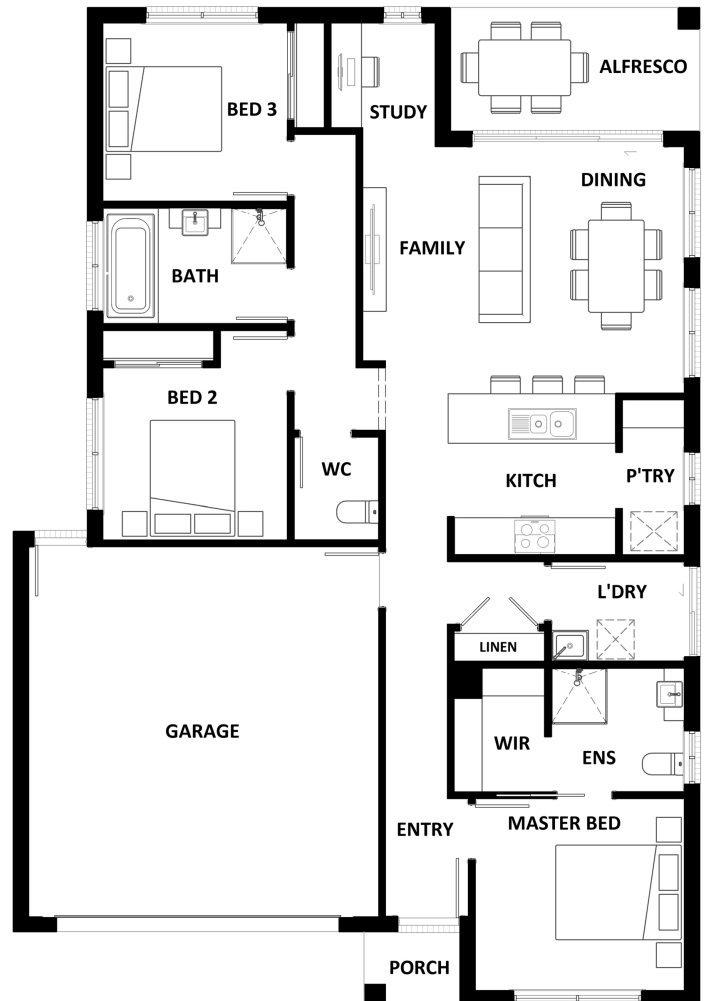 ALFRESCO
BED 3
STUDY
DINING
FAMILY
BATH
BED 2
WC
KITCH
P'TRY
L'DRY
LINEN
GARAGE
WIR
ENS
ENTRY
MASTER BED
PORCH